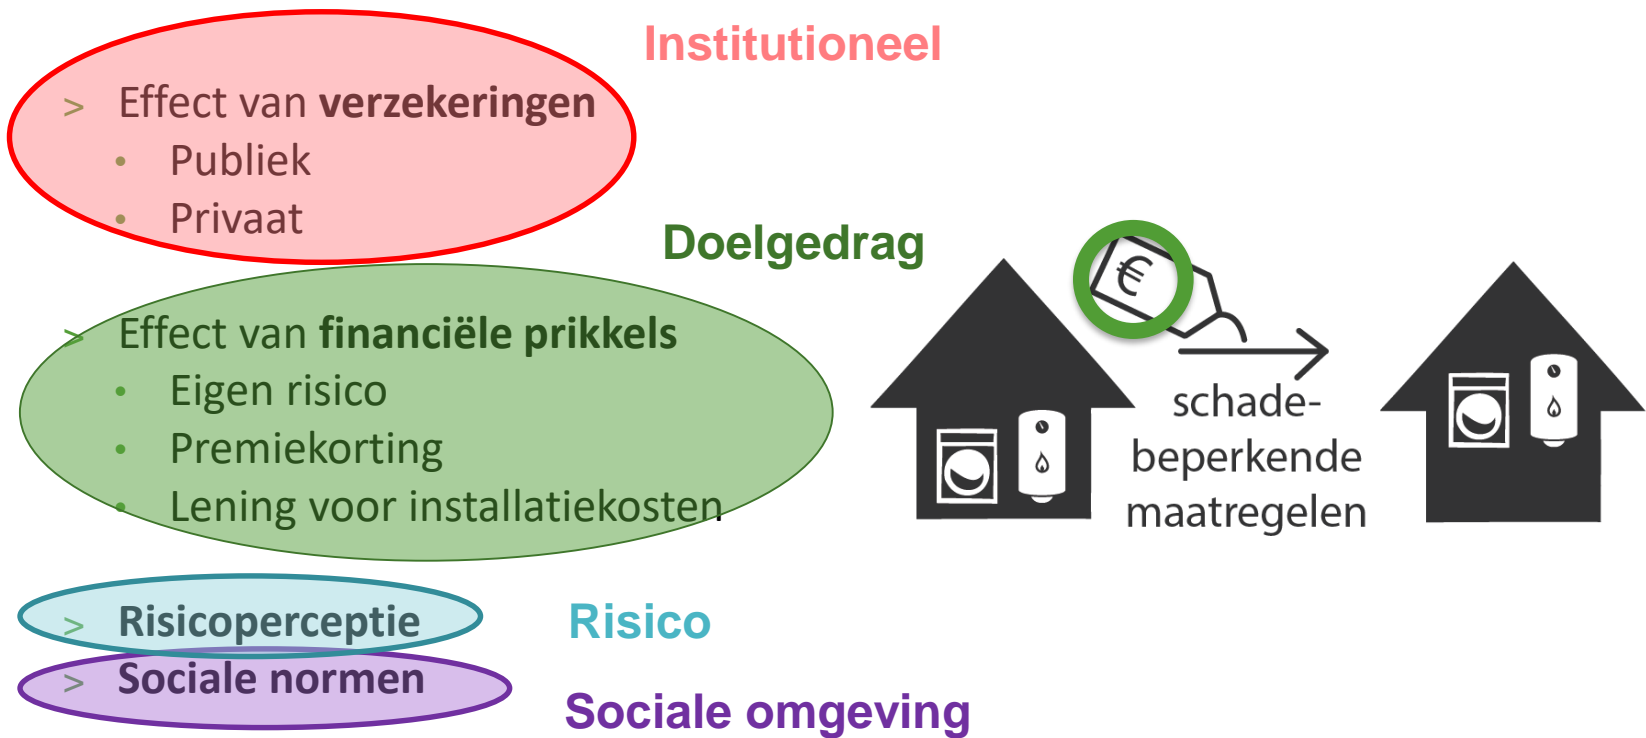 Institutioneel
> Effect van verzekeringen
• Publiek
• Privaat
Doelgedrag
> Effect van financiële prikkels
• Eigen risico
• Premiekorting
• Lening voor installatiekosten
€
schade-
beperkende
maatregelen
> Risicoperceptie
Risico
> Sociale normen
Sociale omgeving